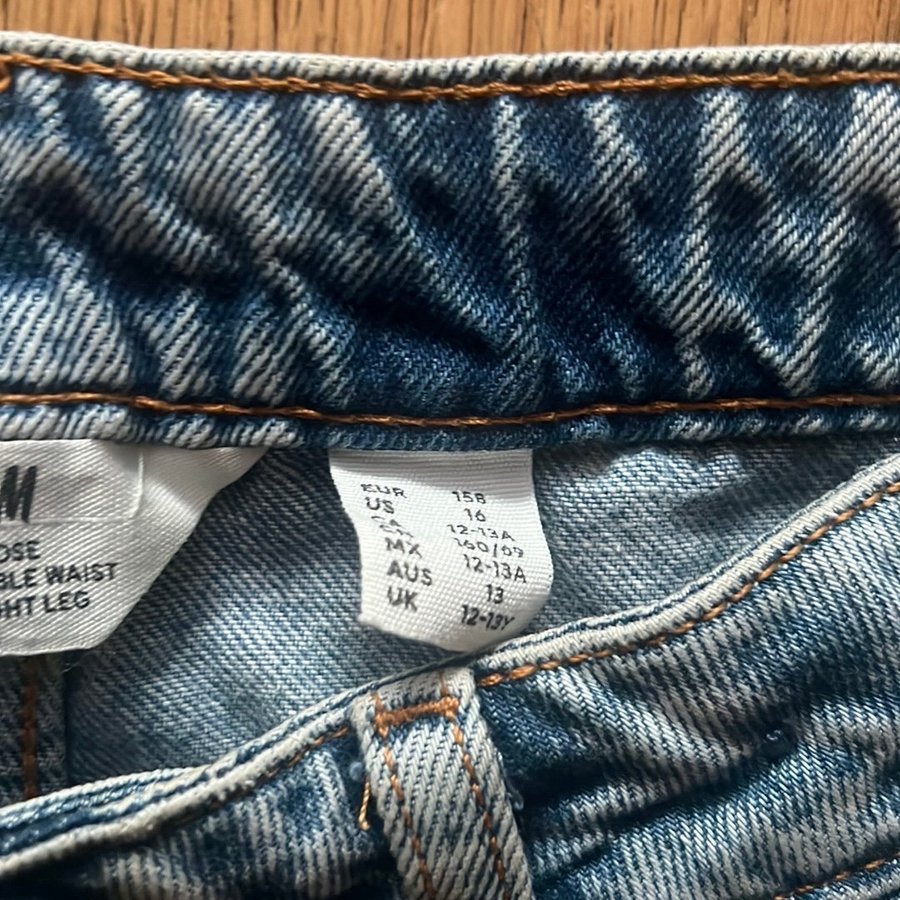 M
OSE
BLE WAIST
HT LEG
EUR 158
US 16
12-13A
160/69
MX 12-13A
AUS 13
UK 12-13Y